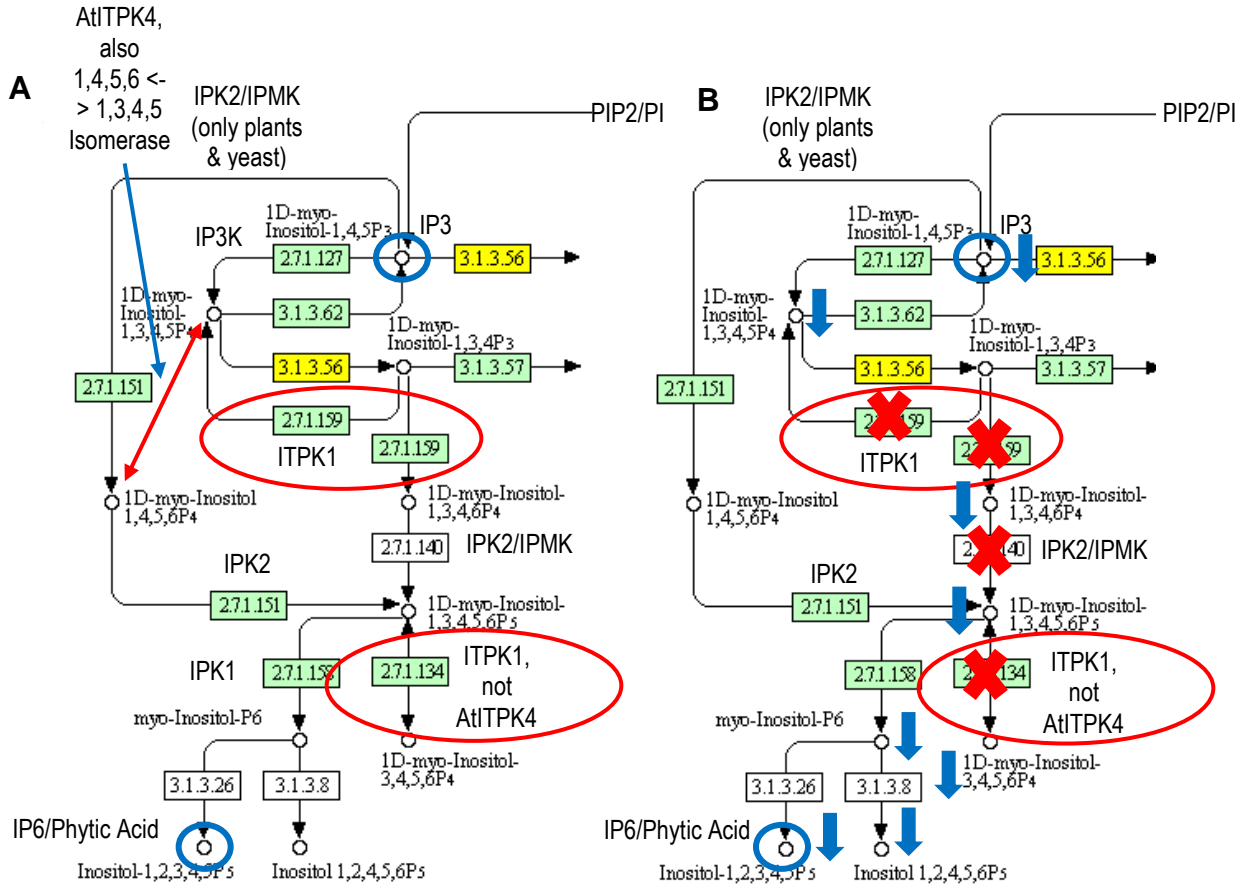 AtITPK4,
also
1,4,5,6 <-
> 1,3,4,5
Isomerase
A
IPK2/IPMK
(only plants
& yeast)
PIP2/PI
1D-myo-
Inositol-1,4,5P3
IP3
IP3K
2.7.1.127
3.1.3.56
1D-myo-
Inositol-
1,3,4,5P4
3.1.3.62
1D-myo-
Inositol-1,3,4P3
3.1.3.56
3.1.3.57
2.7.1.151
2.7.1.159
ITPK1
2.7.1.159
1D-myo-Inositol
1,4,5,6P4
1D-myo-Inositol-
1,3,4,6P4
2.7.1.140
IPK2/IPMK
IPK2
2.7.1.151
1D-myo-Inositol-
1,3,4,5,6P5
IPK1
2.7.1.158
2.7.1.134
ITPK1,
not
AtITPK4
myo-Inositol-P6
1D-myo-Inositol-
3,4,5,6P4
3.1.3.26
3.1.3.8
IP6/Phytic Acid
Inositol-1,2,3,4,5P5
Inositol 1,2,4,5,6P5
B
IPK2/IPMK
(only plants
& yeast)
PIP2/PI
1D-myo-
Inositol-1,4,5P3
IP3
2.7.1.127
3.1.3.56
1D-myo-
Inositol-
1,3,4,5P4
3.1.3.62
1D-myo-
Inositol-1,3,4P3
3.1.3.56
3.1.3.57
2.7.1.151
ITPK1
1D-myo-Inositol
1,4,5,6P4
1D-myo-Inositol-
1,3,4,6P4
IPK2/IPMK
IPK2
2.7.1.151
1D-myo-Inositol-
1,3,4,5,6P5
IPK1
2.7.1.158
ITPK1,
not
AtITPK4
myo-Inositol-P6
1D-myo-Inositol-
3,4,5,6P4
3.1.3.26
3.1.3.8
IP6/Phytic Acid
Inositol-1,2,3,4,5P5
Inositol 1,2,4,5,6P5